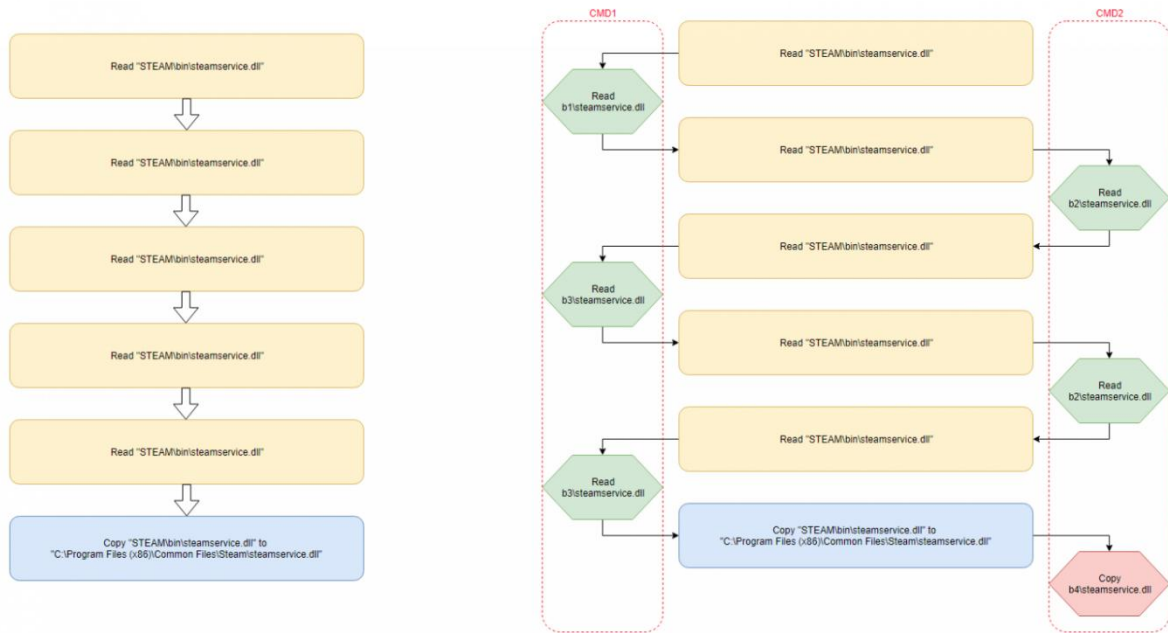 Read "STEAM\bin\steamservice.dll"
Read "STEAM\bin\steamservice.dll"
Read "STEAM\bin\steamservice.dll"
Read "STEAM\bin\steamservice.dll"
Read "STEAM\bin\steamservice.dll"
Copy "STEAM\bin\steamservice.dll" to
"C:\Program Files (x86)\Common Files\Steam\steamservice.dll"
CMD1
CMD2
Read "STEAM\bin\steamservice.dll"
Read
b1\steamservice.dll
Read "STEAM\bin\steamservice.dll"
Read
b2\steamservice.dll
Read "STEAM\bin\steamservice.dll"
Read
b3\steamservice.dll
Read "STEAM\bin\steamservice.dll"
Read
b2\steamservice.dll
Read "STEAM\bin\steamservice.dll"
Read
b3\steamservice.dll
Copy "STEAM\bin\steamservice.dll" to
"C:\Program Files (x86)\Common Files\Steam\steamservice.dll"
Copy
b4\steamservice.dll